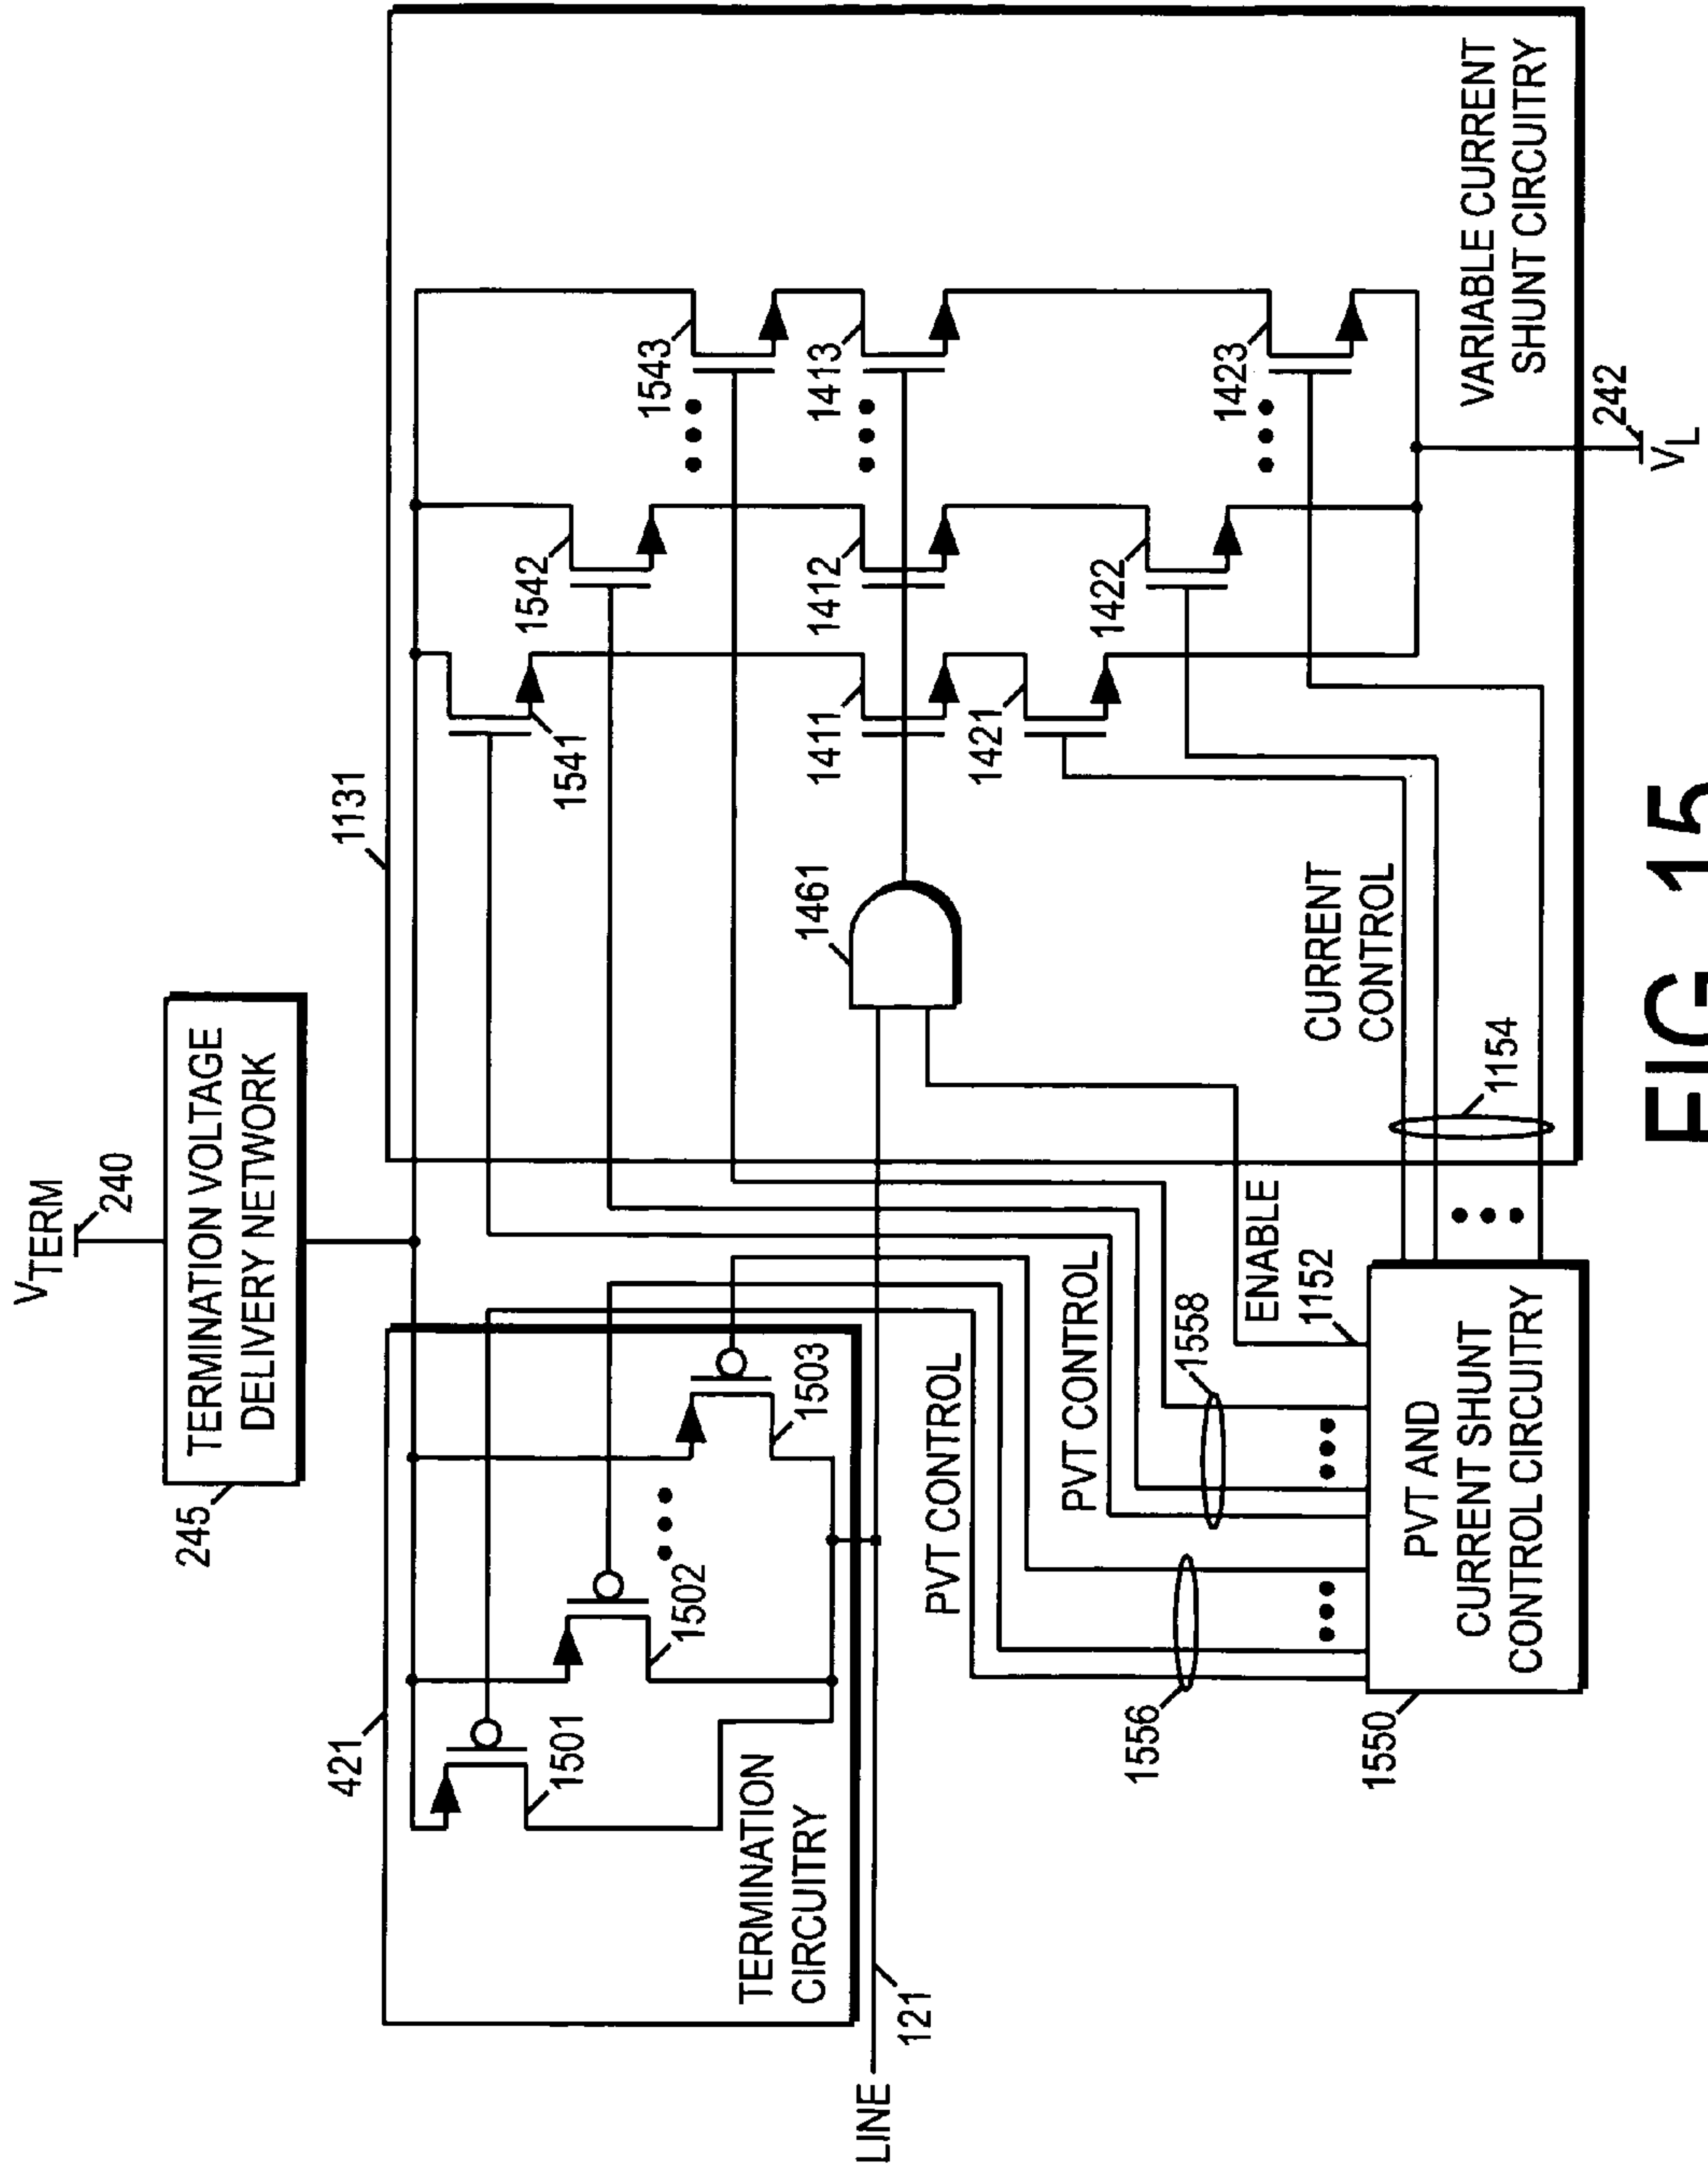 VTERM
240
245
TERMINATION VOLTAGE
DELIVERY NETWORK
421
1131
1501
1502
1503
TERMINATION
CIRCUITRY
1541
1542
1543
1461
1411
1412
1413
1421
1422
1423
LINE
121
PVT CONTROL
PVT CONTROL
1556
1558
ENABLE
1152
CURRENT
CONTROL
1154
1550
PVT AND
CURRENT SHUNT
CONTROL CIRCUITRY
VARIABLE CURRENT
SHUNT CIRCUITRY
242
VL
FIG. 15